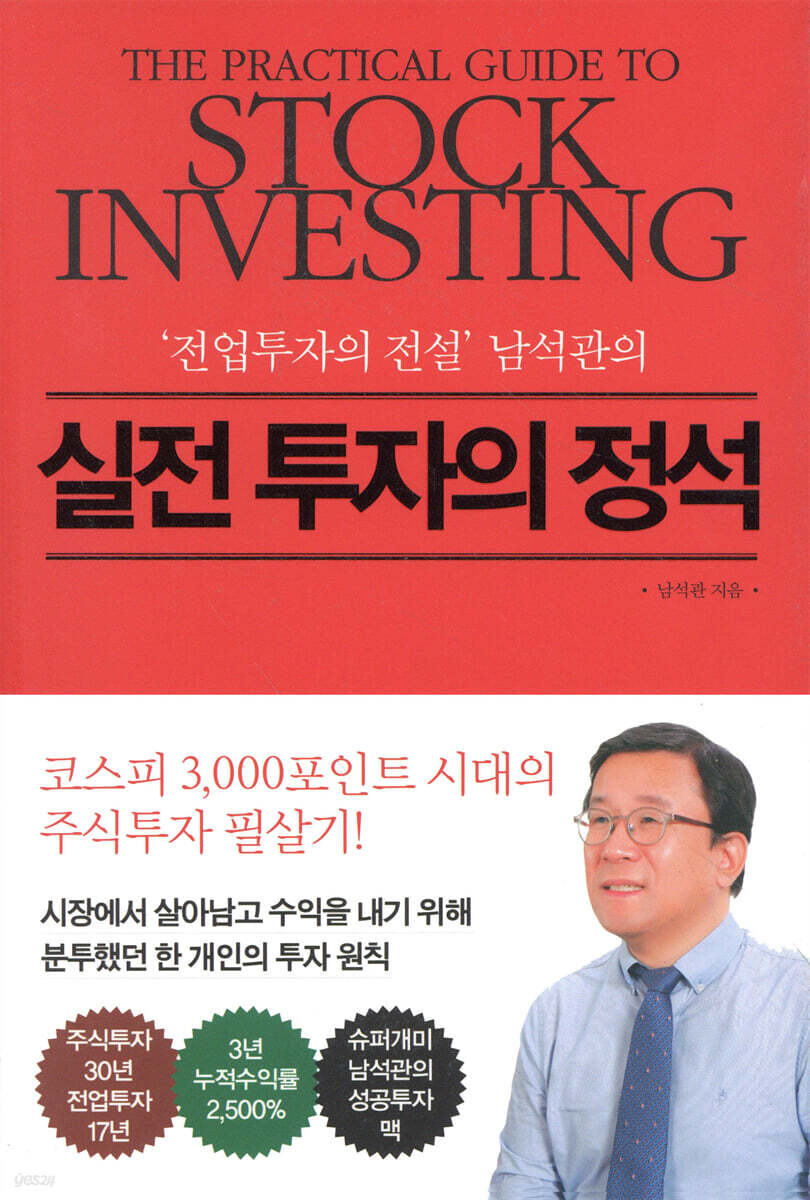 THE PRACTICAL GUIDE TO
STOCK
INVESTING
‘전업투자의 전설’ 남석관의
실전 투자의 정석
• 남석관 지음 •
코스피 3,000포인트 시대의
주식투자 필살기!
시장에서 살아남고 수익을 내기 위해
분투했던 한 개인의 투자 원칙
주식투자
30년
전업투자
17년
3년
누적수익률
2,500%
슈퍼개미
남석관의
성공투자
맥
yes24